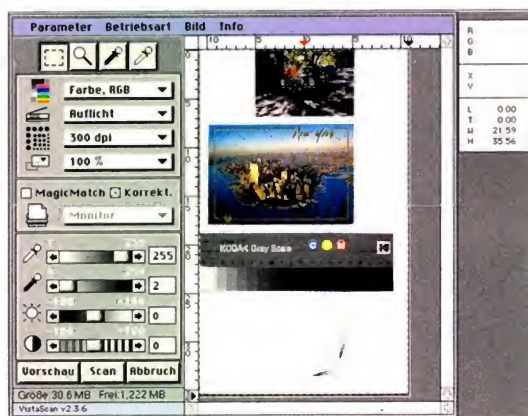 Parameter Betriebsart Bild Info
Farbe, RGB
Auflicht
300 dpi
100 %
MagicMatch Korrekt.
Monitor
255
2
0
0
Vorschau Scan Abbruch
Größe:30.6 MB Frei:1,222 MB
VistaScan v2.3.6
New York
KODAK Gray Scale
C Y M
R
G
B
X
Y
L 0.00
T 0.00
W 21.59
H 35.56